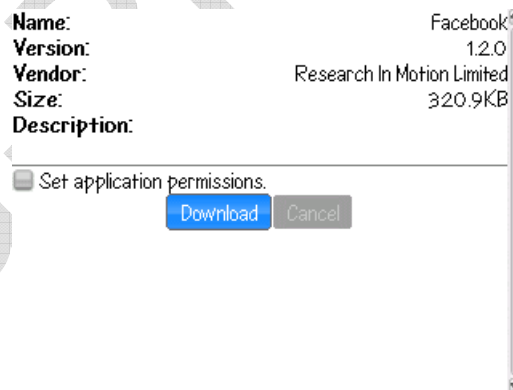 Name: Facebook
Version: 1.2.0
Vendor: Research In Motion Limited
Size: 320.9KB
Description:
Set application permissions.
Download Cancel